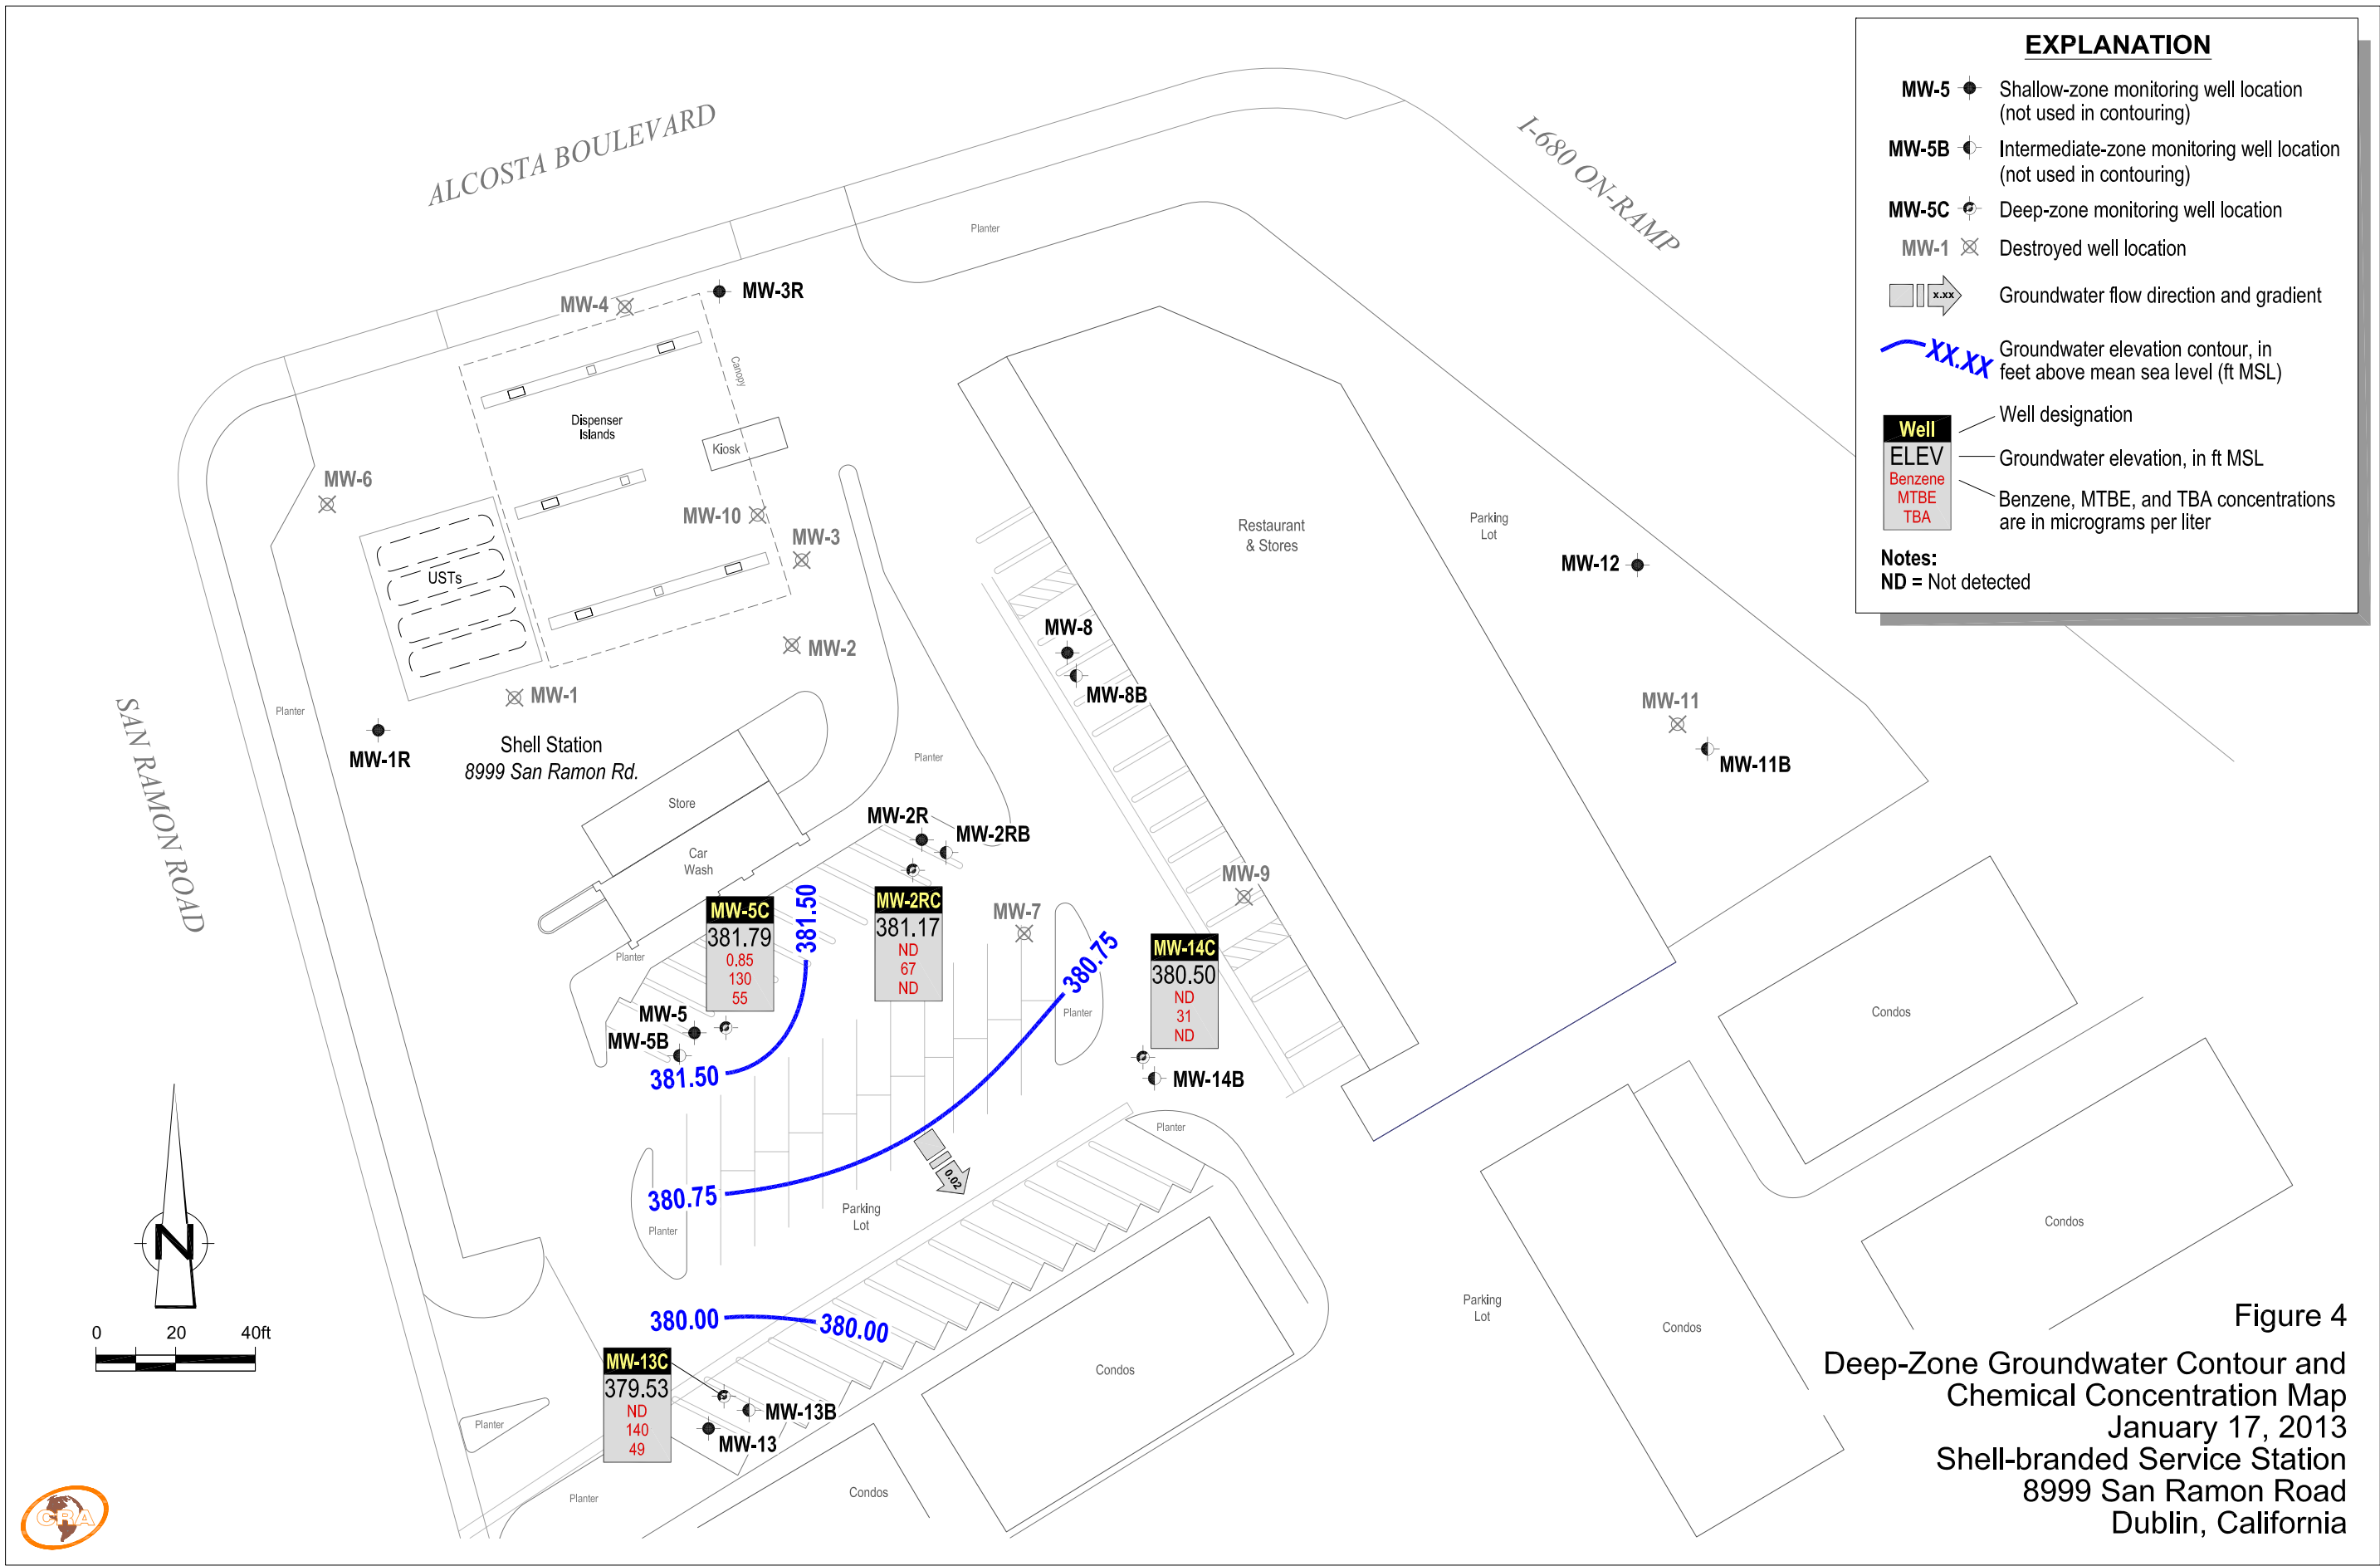 EXPLANATION
MW-5 Shallow-zone monitoring well location
(not used in contouring)
MW-5B Intermediate-zone monitoring well location
(not used in contouring)
MW-5C Deep-zone monitoring well location
MW-1 Destroyed well location
x.xx Groundwater flow direction and gradient
XX.XX Groundwater elevation contour, in
feet above mean sea level (ft MSL)
Well
Well designation
ELEV
Groundwater elevation, in ft MSL
Benzene
MTBE
TBA
Benzene, MTBE, and TBA concentrations
are in micrograms per liter
Notes:
ND = Not detected
ALCOSTA BOULEVARD
I-680 ON-RAMP
SAN RAMON ROAD
Planter
MW-4
MW-3R
Canopy
Dispenser
Islands
Kiosk
MW-6
MW-10
MW-3
USTs
MW-2
MW-1
Planter
MW-1R
Shell Station
8999 San Ramon Rd.
Restaurant
& Stores
Parking
Lot
MW-12
MW-8
MW-8B
MW-11
MW-11B
Planter
Store
Car
Wash
MW-2R
MW-2RB
MW-9
MW-7
MW-5C
381.79
0.85
130
55
381.50
MW-2RC
381.17
ND
67
ND
380.75
MW-14C
380.50
ND
31
ND
Planter
Planter
MW-5
MW-5B
381.50
MW-14B
Planter
Condos
0.02
380.75
Parking
Lot
Planter
Condos
380.00
380.00
Parking
Lot
Condos
Condos
MW-13C
379.53
ND
140
49
MW-13B
MW-13
Planter
Planter
Condos
N
0 20 40ft
CRA
Figure 4
Deep-Zone Groundwater Contour and
Chemical Concentration Map
January 17, 2013
Shell-branded Service Station
8999 San Ramon Road
Dublin, California